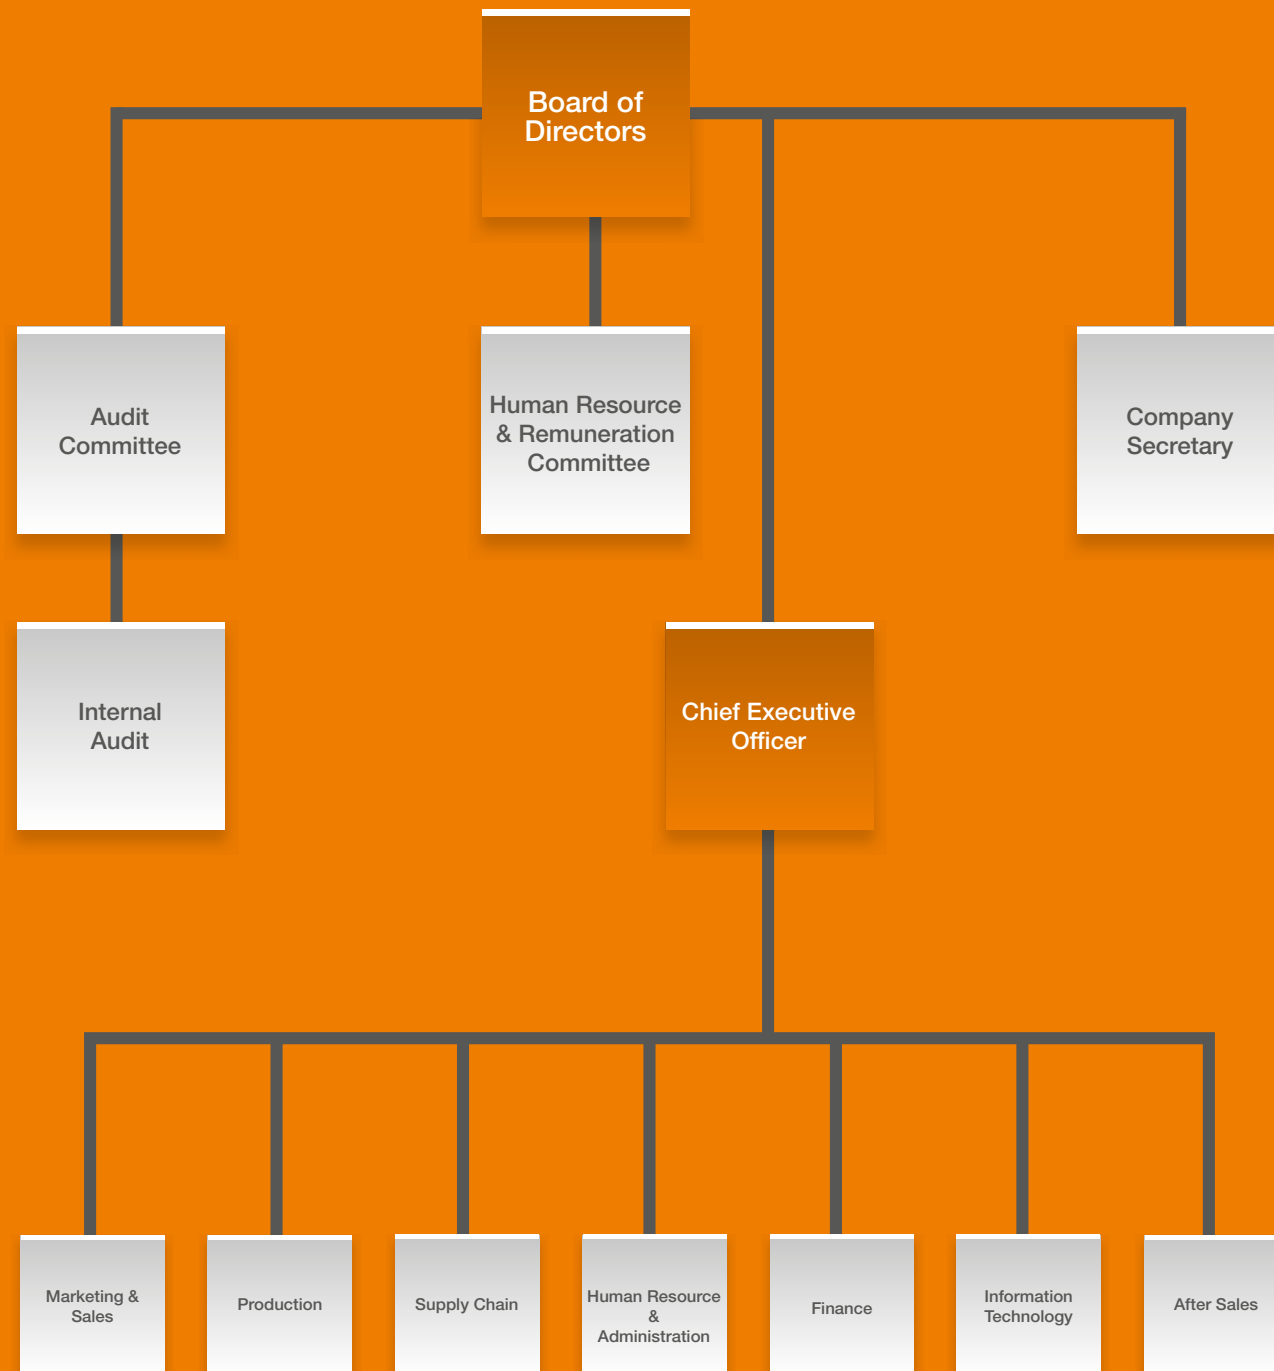 Board of
Directors
Audit
Committee
Human Resource
& Remuneration
Committee
Company
Secretary
Internal
Audit
Chief Executive
Officer
Marketing &
Sales
Production
Supply Chain
Human Resource
&
Administration
Finance
Information
Technology
After Sales